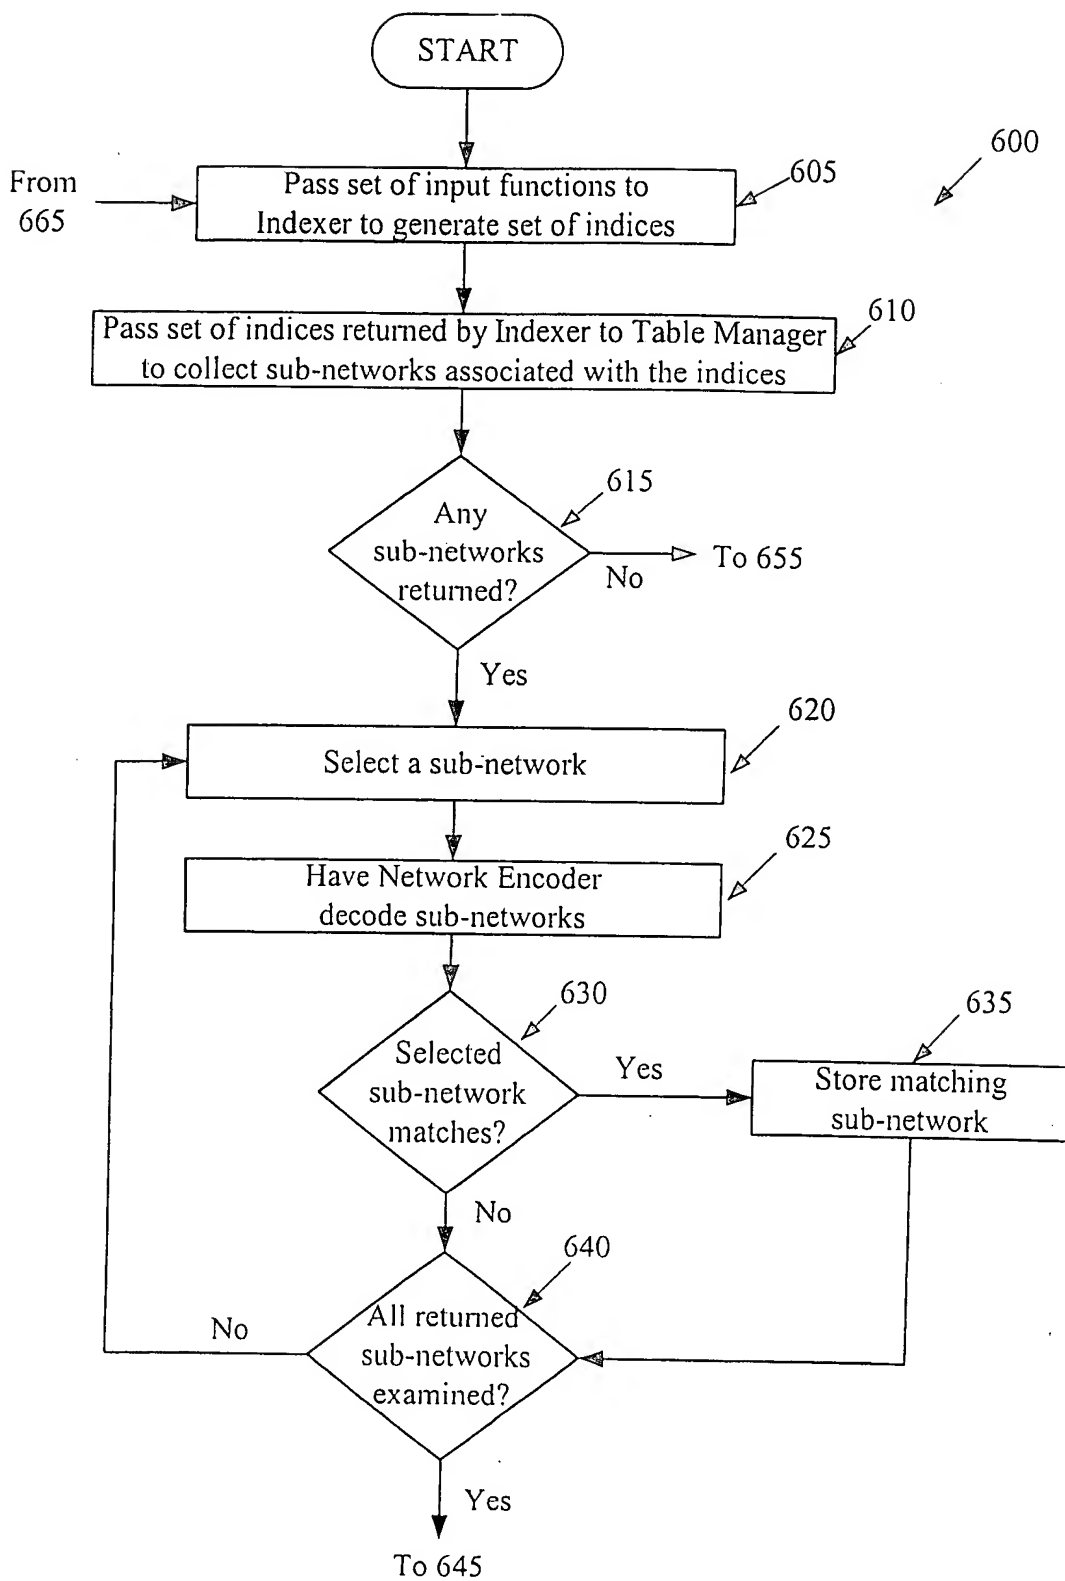 START
600
From
665
Pass set of input functions to
Indexer to generate set of indices
605
Pass set of indices returned by Indexer to Table Manager
to collect sub-networks associated with the indices
610
Any
sub-networks
returned?
615
No
To 655
Yes
Select a sub-network
620
Have Network Encoder
decode sub-networks
625
Selected
sub-network
matches?
630
Yes
Store matching
sub-network
635
No
All returned
sub-networks
examined?
640
No
Yes
To 645